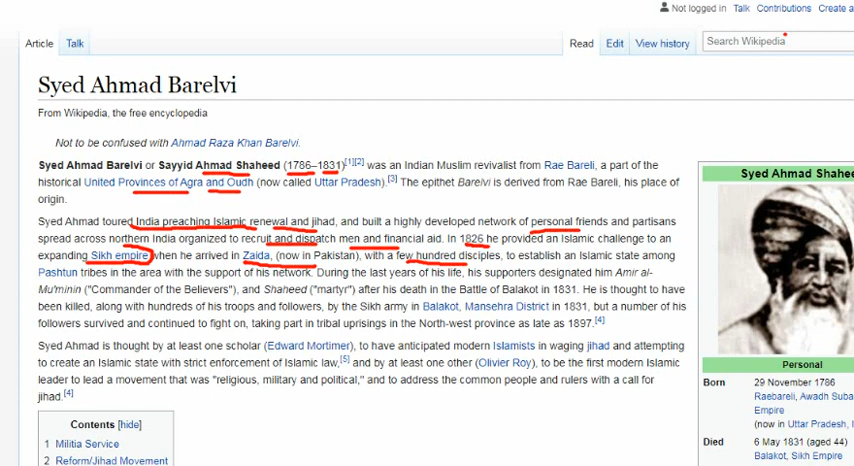 Not logged in Talk Contributions Create a
Article Talk Read Edit View history Search Wikipedia
Syed Ahmad Barelvi
From Wikipedia, the free encyclopedia
Not to be confused with Ahmad Raza Khan Barelvi.
Syed Ahmad Barelvi or Sayyid Ahmad Shaheed (1786–1831)[1][2] was an Indian Muslim revivalist from Rae Bareli, a part of the
historical United Provinces of Agra and Oudh (now called Uttar Pradesh).[3] The epithet Barelvi is derived from Rae Bareli, his place of
origin.
Syed Ahmad toured India preaching Islamic renewal and jihad, and built a highly developed network of personal friends and partisans
spread across northern India organized to recruit and dispatch men and financial aid. In 1826 he provided an Islamic challenge to an
expanding Sikh empire when he arrived in Zaida, (now in Pakistan), with a few hundred disciples, to establish an Islamic state among
Pashtun tribes in the area with the support of his network. During the last years of his life, his supporters designated him Amir al-
Mu'minin ("Commander of the Believers"), and Shaheed ("martyr") after his death in the Battle of Balakot in 1831. He is thought to have
been killed, along with hundreds of his troops and followers, by the Sikh army in Balakot, Mansehra District in 1831, but a number of his
followers survived and continued to fight on, taking part in tribal uprisings in the North-west province as late as 1897.[4]
Syed Ahmad is thought by at least one scholar (Edward Mortimer), to have anticipated modern Islamists in waging jihad and attempting
to create an Islamic state with strict enforcement of Islamic law,[5] and by at least one other (Olivier Roy), to be the first modern Islamic
leader to lead a movement that was "religious, military and political," and to address the common people and rulers with a call for
jihad.[4]
Contents [hide]
1 Militia Service
2 Reform/Jihad Movement
Syed Ahmad Shahee
Personal
Born 29 November 1786
Raebareli, Awadh Suba
Empire
(now in Uttar Pradesh, I
Died 6 May 1831 (aged 44)
Balakot, Sikh Empire